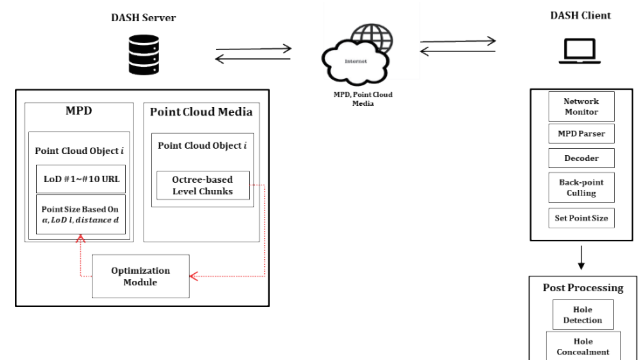 DASH Server
DASH Client
Internet
MPD, Point Cloud
Media
MPD
Point Cloud Object i
LoD #1~#10 URL
Point Size Based On
α, LoD l, distance d
Point Cloud Media
Point Cloud Object i
Octree-based
Level Chunks
Optimization
Module
Network
Monitor
MPD Parser
Decoder
Back-point
Culling
Set Point Size
Post Processing
Hole
Detection
Hole
Concealment